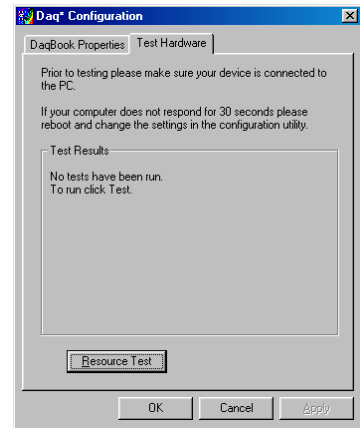 Daq* Configuration
DaqBook Properties
Test Hardware
Prior to testing please make sure your device is connected to
the PC.
If your computer does not respond for 30 seconds please
reboot and change the settings in the configuration utility.
Test Results
No tests have been run.
To run click Test.
Resource Test
OK
Cancel
Apply